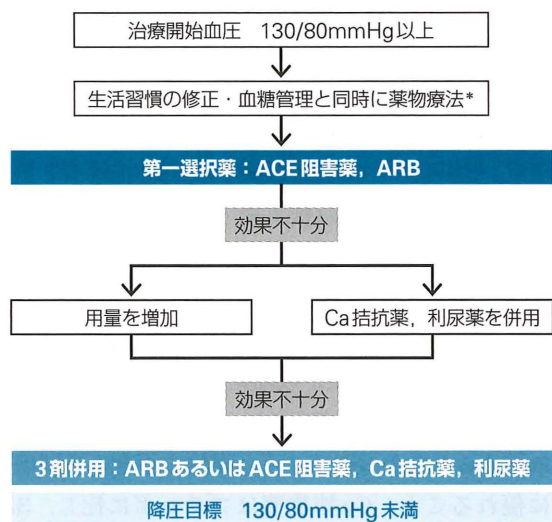 治療開始血圧　130/80mmHg以上
生活習慣の修正・血糖管理と同時に薬物療法*
第一選択薬：ACE阻害薬，ARB
効果不十分
用量を増加
Ca拮抗薬，利尿薬を併用
効果不十分
3剤併用：ARBあるいはACE阻害薬，Ca拮抗薬，利尿薬
降圧目標　130/80mmHg未満